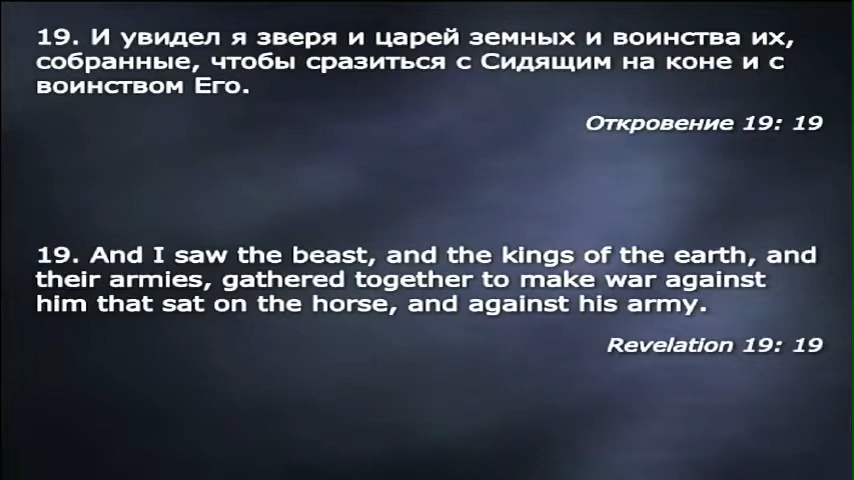 19. И увидел я зверя и царей земных и воинства их,
собранные, чтобы сразиться с Сидящим на коне и с
воинством Его.
Откровение 19: 19
19. And I saw the beast, and the kings of the earth, and
their armies, gathered together to make war against
him that sat on the horse, and against his army.
Revelation 19: 19